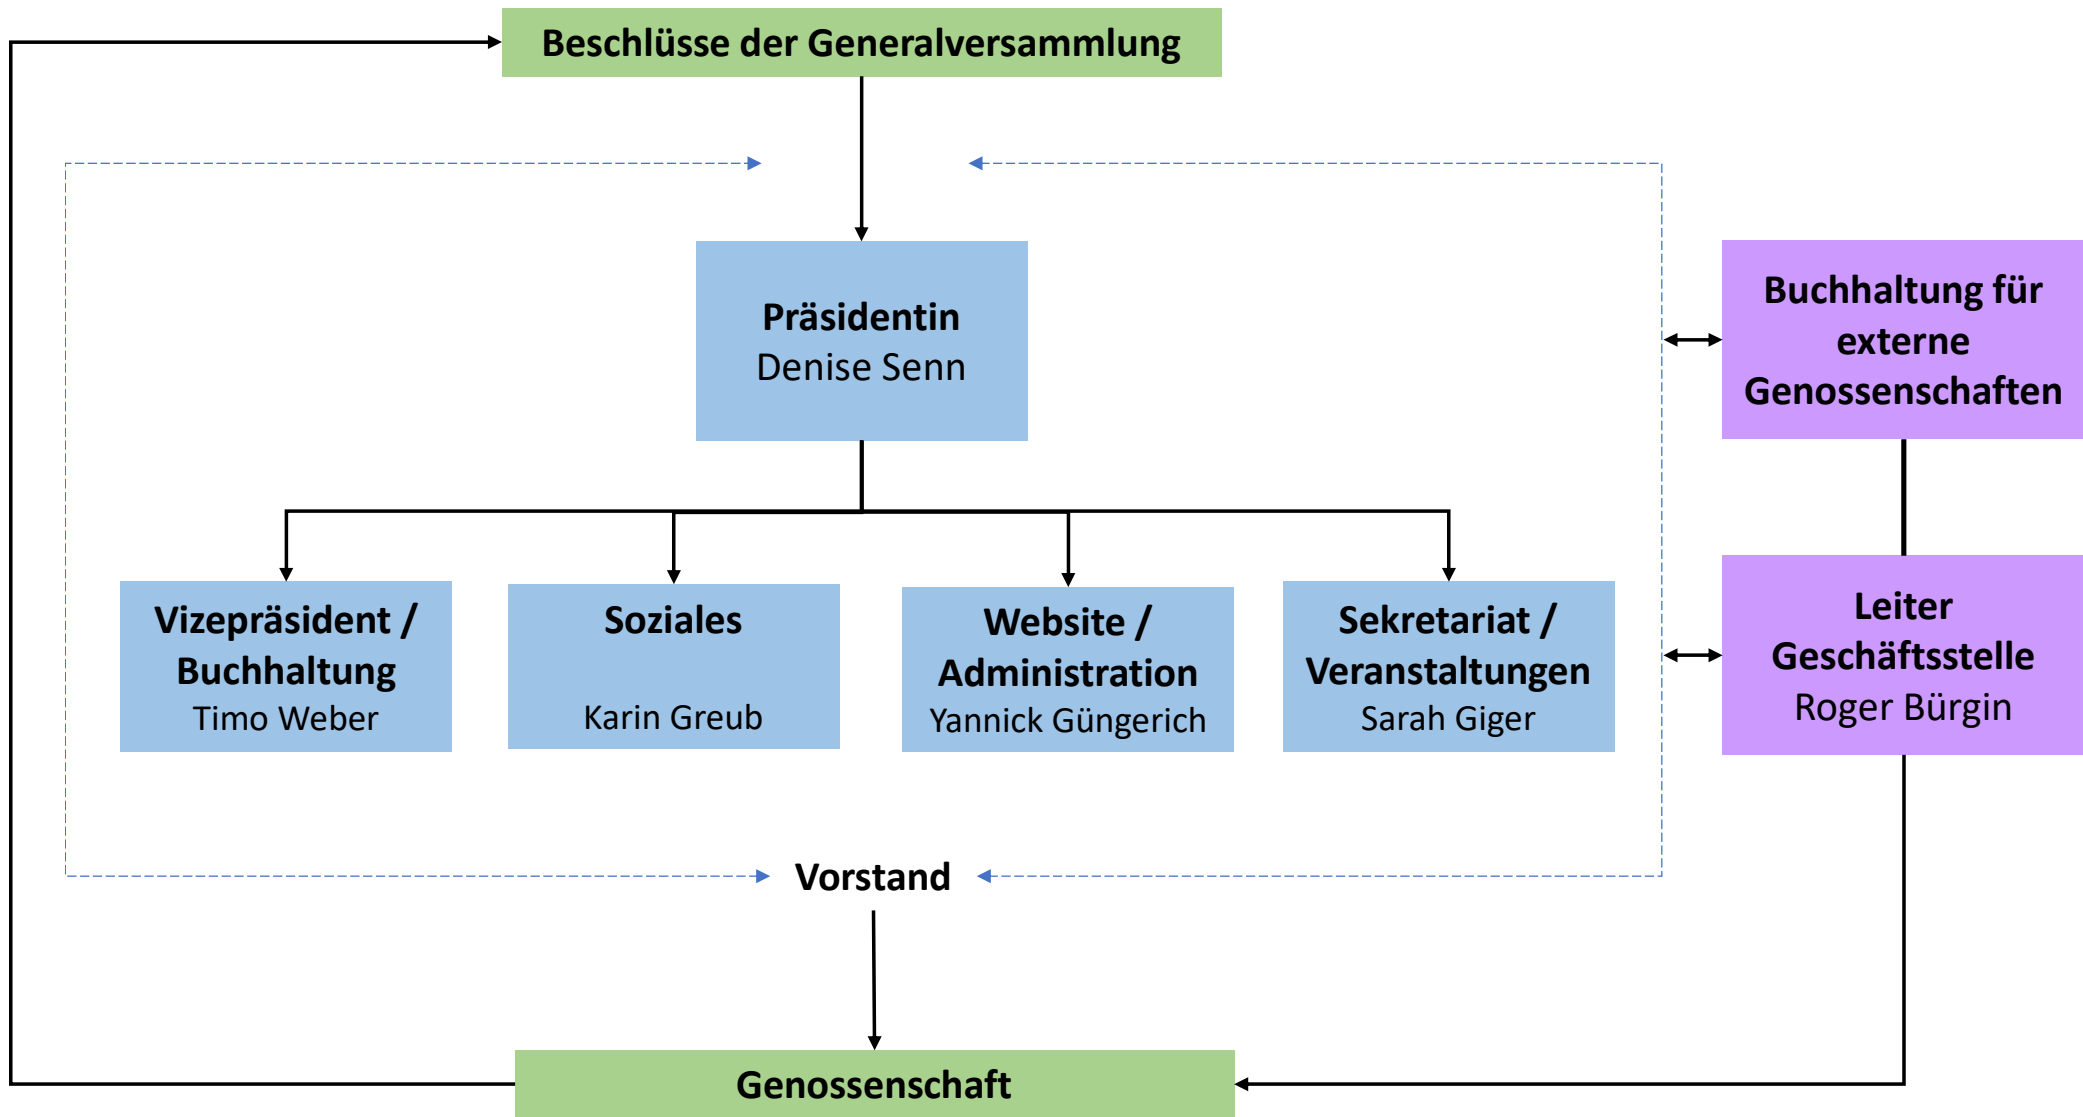 Beschlüsse der Generalversammlung
Präsidentin
Denise Senn
Buchhaltung für
externe
Genossenschaften
Vizepräsident /
Buchhaltung
Timo Weber
Soziales
Karin Greub
Website /
Administration
Yannick Güngerich
Sekretariat /
Veranstaltungen
Sarah Giger
Leiter
Geschäftsstelle
Roger Bürgin
Vorstand
Genossenschaft